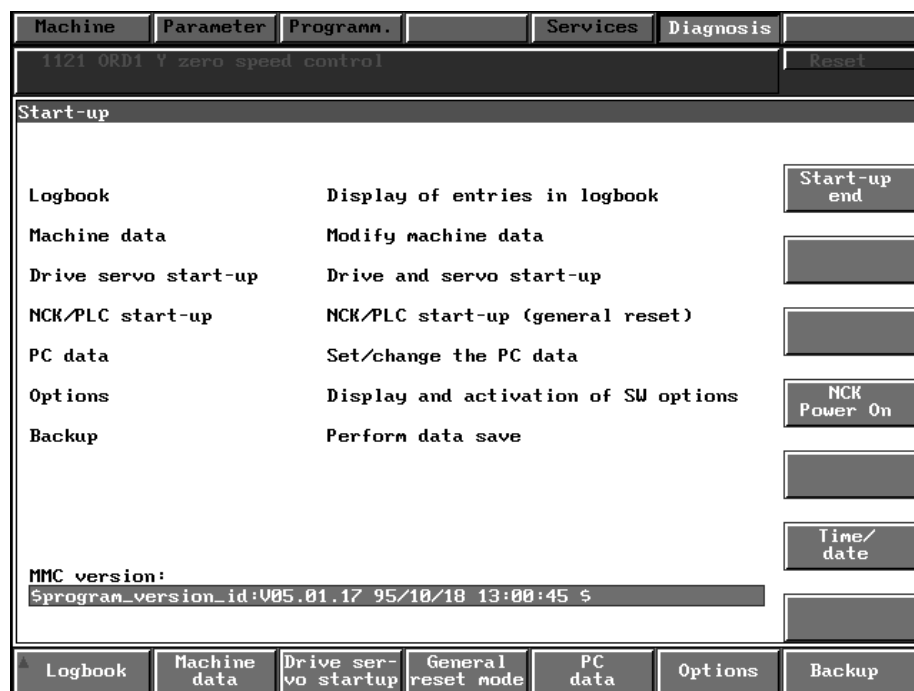 Machine Parameter Programm. Services Diagnosis
1121 ORD1 Y zero speed control Reset
Start-up
Start-up
end
Logbook Display of entries in logbook
Machine data Modify machine data
Drive servo start-up Drive and servo start-up
NCK/PLC start-up NCK/PLC start-up (general reset)
PC data Set/change the PC data
Options Display and activation of SW options
NCK
Power On
Backup Perform data save
Time/
date
MMC version:
$program_version_id:V05.01.17 95/10/18 13:00:45 $
Logbook
Machine
data
Drive ser-
vo startup
General
reset mode
PC
data
Options
Backup